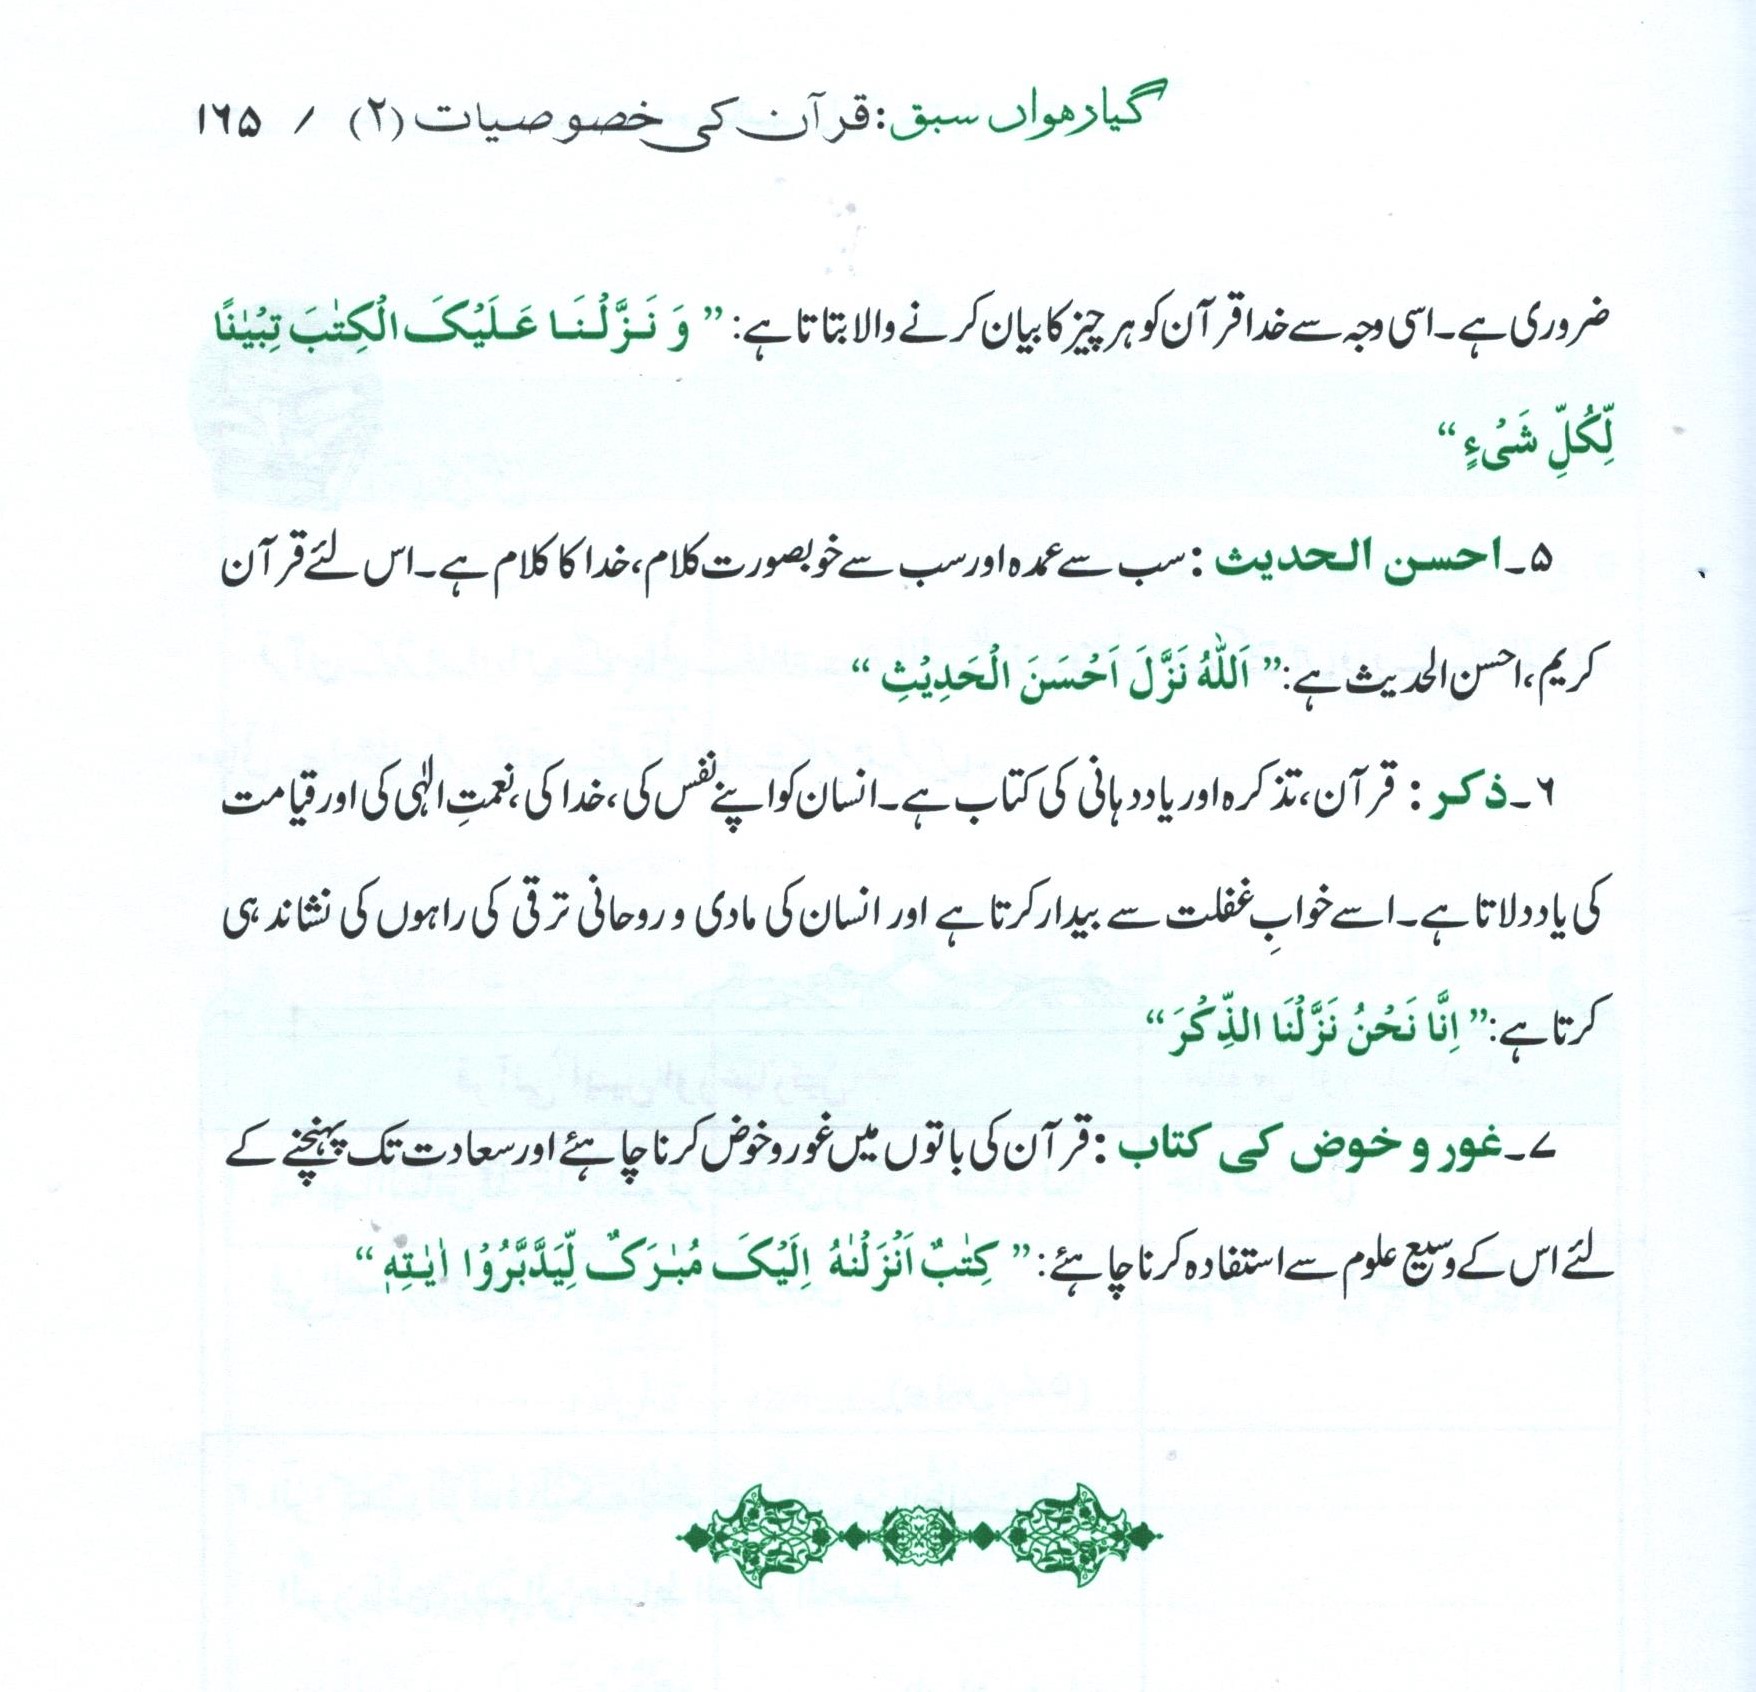 گیارھواں سبق: قرآن کی خصوصیات (۲) / ۱۶۵
ضروری ہے۔ اسی وجہ سے خدا قرآن کو ہر چیز کا بیان کرنے والا بتاتا ہے: ” وَ نَزَّلْنَا عَلَیْکَ الْکِتٰبَ تِبْیٰنًا
لِّکُلِّ شَیْءٍ “
۵۔ احسن الحدیث : سب سے عمدہ اور سب سے خوبصورت کلام، خدا کا کلام ہے۔ اس لئے قرآن
کریم، احسن الحدیث ہے: ” اَللّٰهُ نَزَّلَ اَحْسَنَ الْحَدِیْثِ “
۶۔ ذکر : قرآن، تذکرہ اور یاد دہانی کی کتاب ہے۔ انسان کو اپنے نفس کی، خدا کی، نعمتِ الٰہی کی اور قیامت
کی یاد دلاتا ہے۔ اسے خوابِ غفلت سے بیدار کرتا ہے اور انسان کی مادی و روحانی ترقی کی راہوں کی نشاندہی
کرتا ہے: ” اِنَّا نَحْنُ نَزَّلْنَا الذِّکْرَ “
۷۔ غور و خوض کی کتاب : قرآن کی باتوں میں غور و خوض کرنا چاہئے اور سعادت تک پہنچنے کے
لئے اس کے وسیع علوم سے استفادہ کرنا چاہئے: ” کِتٰبٌ اَنْزَلْنٰهُ اِلَیْکَ مُبٰرَکٌ لِّیَدَّبَّرُوْا اٰیٰتِهٖ “